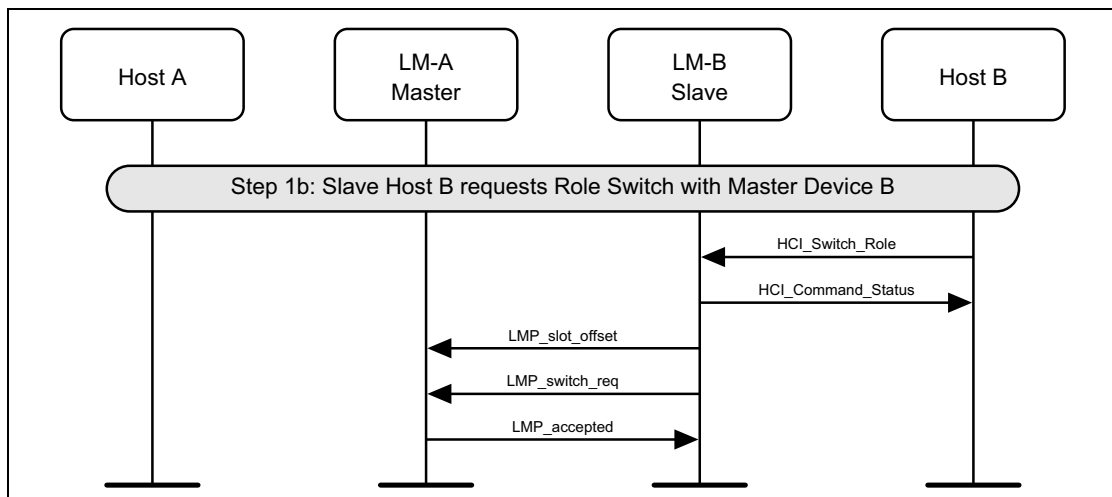 Host A
LM-A
Master
LM-B
Slave
Host B
Step 1b: Slave Host B requests Role Switch with Master Device B
HCI_Switch_Role
HCI_Command_Status
LMP_slot_offset
LMP_switch_req
LMP_accepted